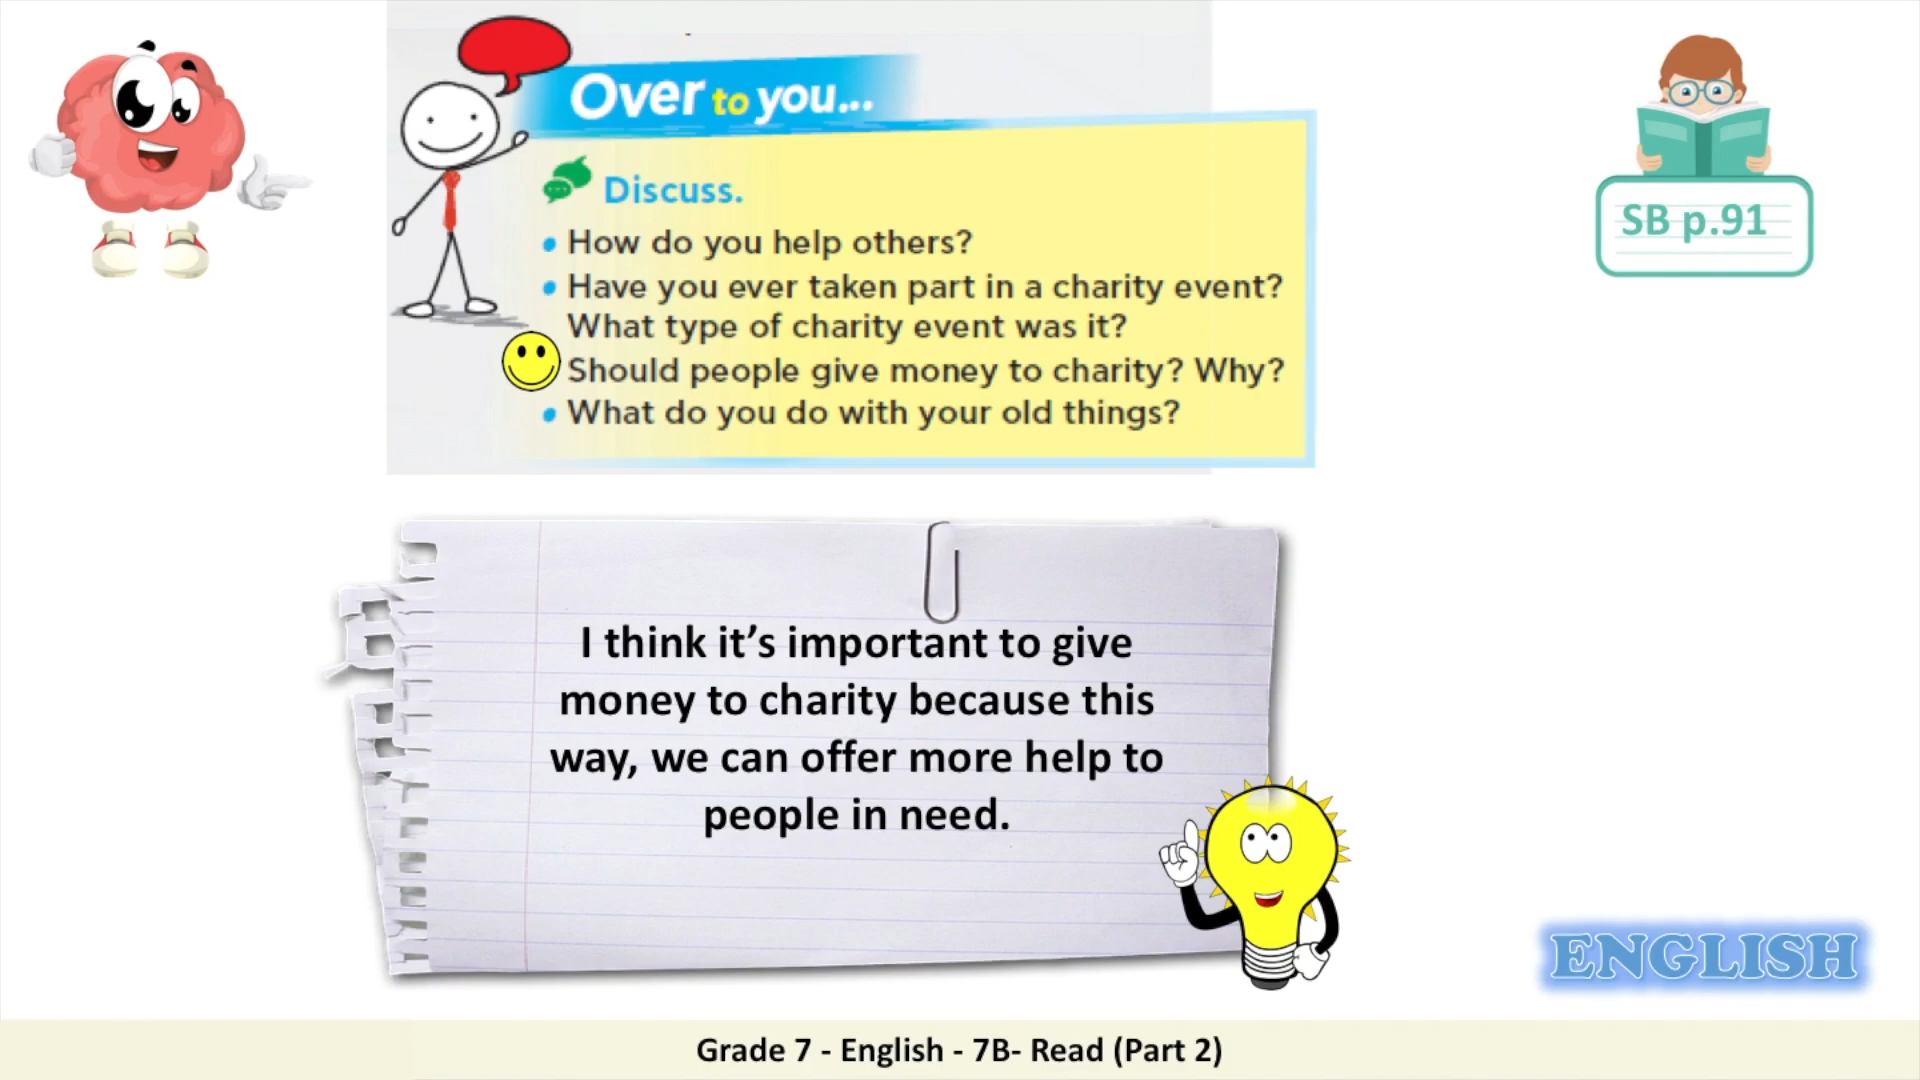 Over to you...
Discuss.
• How do you help others?
• Have you ever taken part in a charity event?
What type of charity event was it?
Should people give money to charity? Why?
• What do you do with your old things?
SB p.91
I think it’s important to give
money to charity because this
way, we can offer more help to
people in need.
ENGLISH
Grade 7 - English - 7B- Read (Part 2)